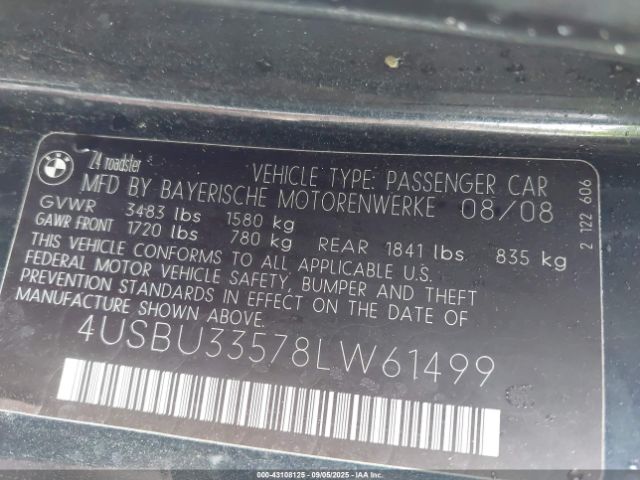 BMW
Z4 roadster
VEHICLE TYPE: PASSENGER CAR
MFD BY BAYERISCHE MOTORENWERKE 08/08
GVWR 3483 lbs 1580 kg
GAWR FRONT 1720 lbs 780 kg REAR 1841 lbs 835 kg
THIS VEHICLE CONFORMS TO ALL APPLICABLE U.S.
FEDERAL MOTOR VEHICLE SAFETY, BUMPER AND THEFT
PREVENTION STANDARDS IN EFFECT ON THE DATE OF
MANUFACTURE SHOWN ABOVE.
4USBU33578LW61499
2 122 606
000-43108125 - 09/05/2025 - IAA Inc.